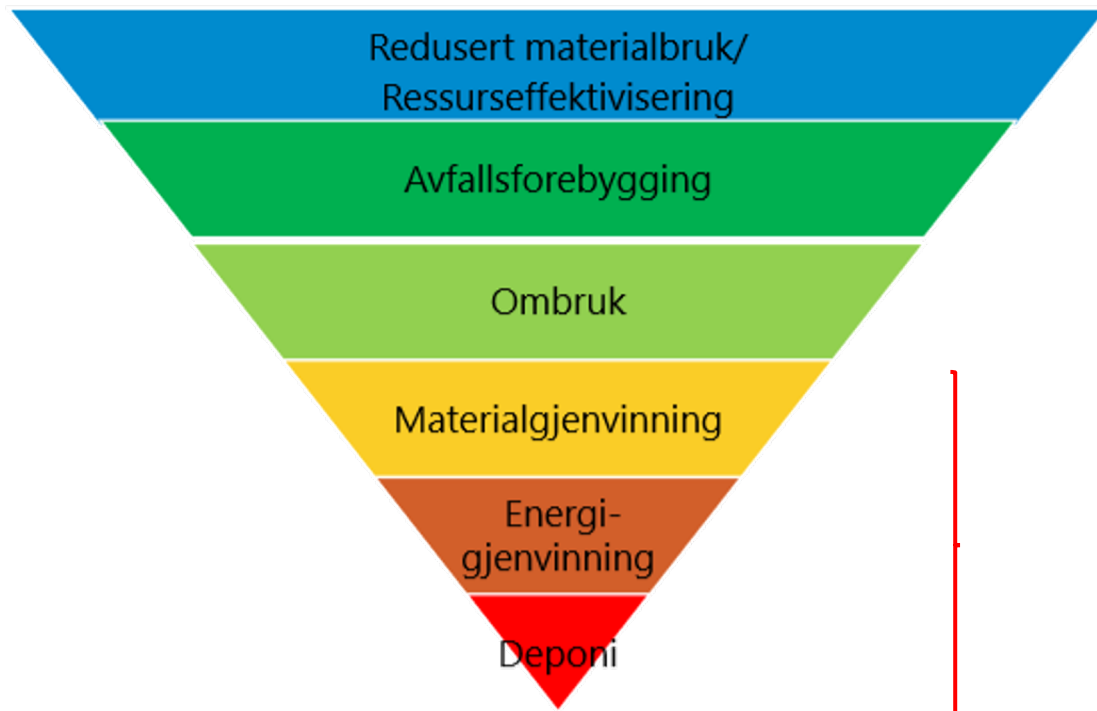 Redusert materialbruk/
Ressurseffektivisering
Avfallsforebygging
Ombruk
Materialgjenvinning
Energi-
gjenvinning
Deponi